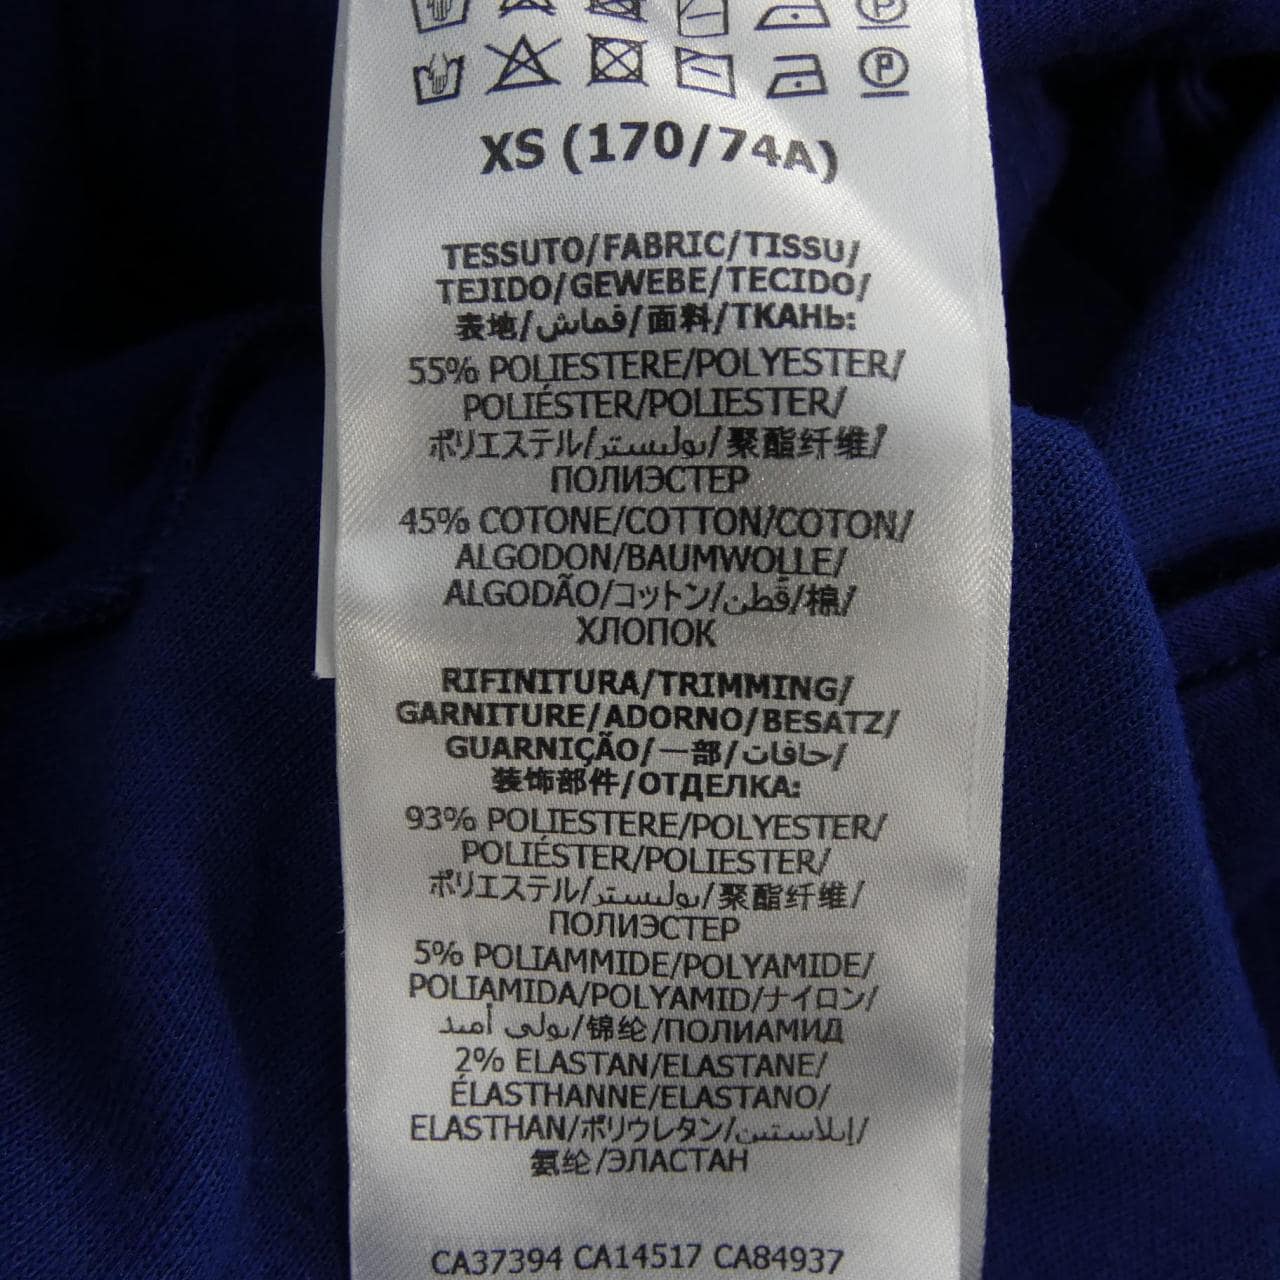 XS (170/74A)
TESSUTO/FABRIC/TISSU/
TEJIDO/GEWEBE/TECIDO/
表地/قماش/面料/ТКАНЬ:
55% POLIESTERE/POLYESTER/
POLIÉSTER/POLIESTER/
ポリエステル/بوليستر/聚酯纤维/
ПОЛИЭСТЕР
45% COTONE/COTTON/COTON/
ALGODON/BAUMWOLLE/
ALGODÃO/コットン/قطن/棉/
ХЛОПОК
RIFINITURA/TRIMMING/
GARNITURE/ADORNO/BESATZ/
GUARNIÇÃO/一部/حافات/
装饰部件/ОТДЕЛКА:
93% POLIESTERE/POLYESTER/
POLIÉSTER/POLIESTER/
ポリエステル/بوليستر/聚酯纤维/
ПОЛИЭСТЕР
5% POLIAMMIDE/POLYAMIDE/
POLIAMIDA/POLYAMID/ナイロン/
بولي أميد/锦纶/ПОЛИАМИД
2% ELASTAN/ELASTANE/
ÉLASTHANNE/ELASTANO/
ELASTHAN/ポリウレタン/إيلاستين/
氨纶/ЭЛАСТАН
CA37394 CA14517 CA84937